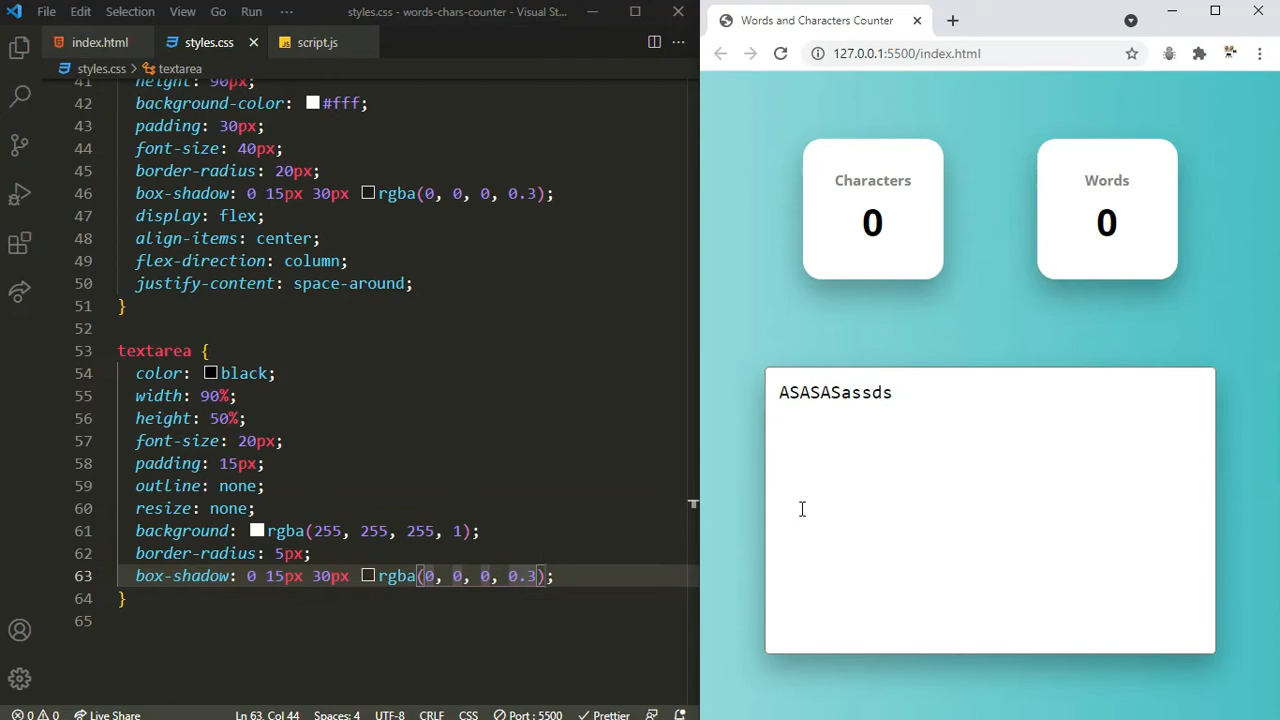 File Edit Selection View Go Run ··· styles.css - words-chars-counter - Visual St...
index.html styles.css script.js
styles.css textarea
41 height: 90px;
42 background-color: #fff;
43 padding: 30px;
44 font-size: 40px;
45 border-radius: 20px;
46 box-shadow: 0 15px 30px rgba(0, 0, 0, 0.3);
47 display: flex;
48 align-items: center;
49 flex-direction: column;
50 justify-content: space-around;
51 }
52
53 textarea {
54 color: black;
55 width: 90%;
56 height: 50%;
57 font-size: 20px;
58 padding: 15px;
59 outline: none;
60 resize: none;
61 background: rgba(255, 255, 255, 1);
62 border-radius: 5px;
63 box-shadow: 0 15px 30px rgba(0, 0, 0, 0.3);
64 }
65
0 0 Live Share Ln 63, Col 44 Spaces: 4 UTF-8 CRLF CSS Port : 5500 Prettier
Words and Characters Counter
127.0.0.1:5500/index.html
Characters
0
Words
0
ASASASassds